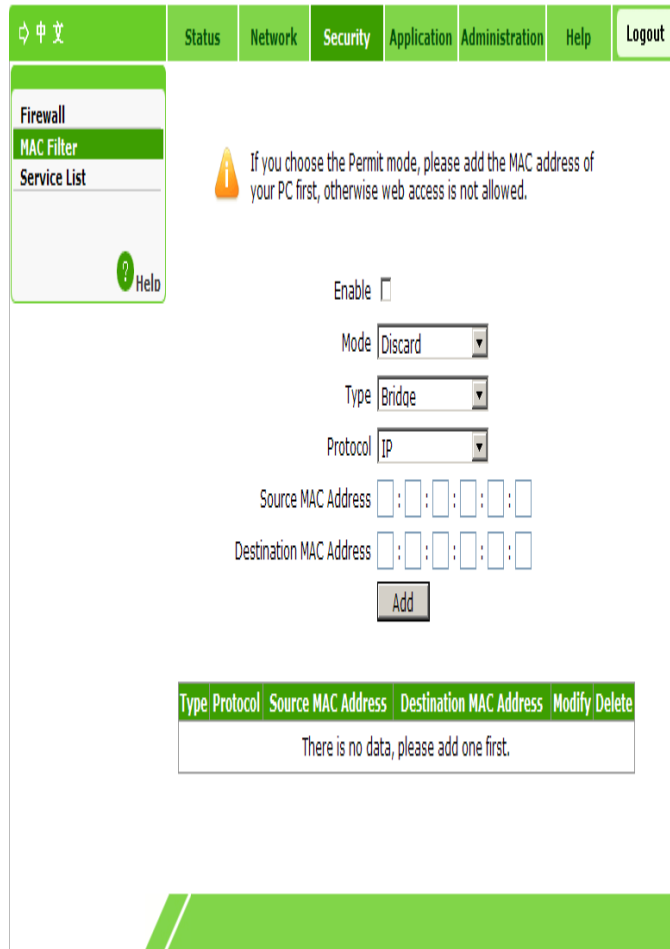 ⇨ 中文
Status Network Security Application Administration Help Logout
Firewall
MAC Filter
Service List
? Help
If you choose the Permit mode, please add the MAC address of
your PC first, otherwise web access is not allowed.
Enable
Mode Discard
Type Bridge
Protocol IP
Source MAC Address : : : : :
Destination MAC Address : : : : :
Add
Type Protocol Source MAC Address Destination MAC Address Modify Delete
There is no data, please add one first.